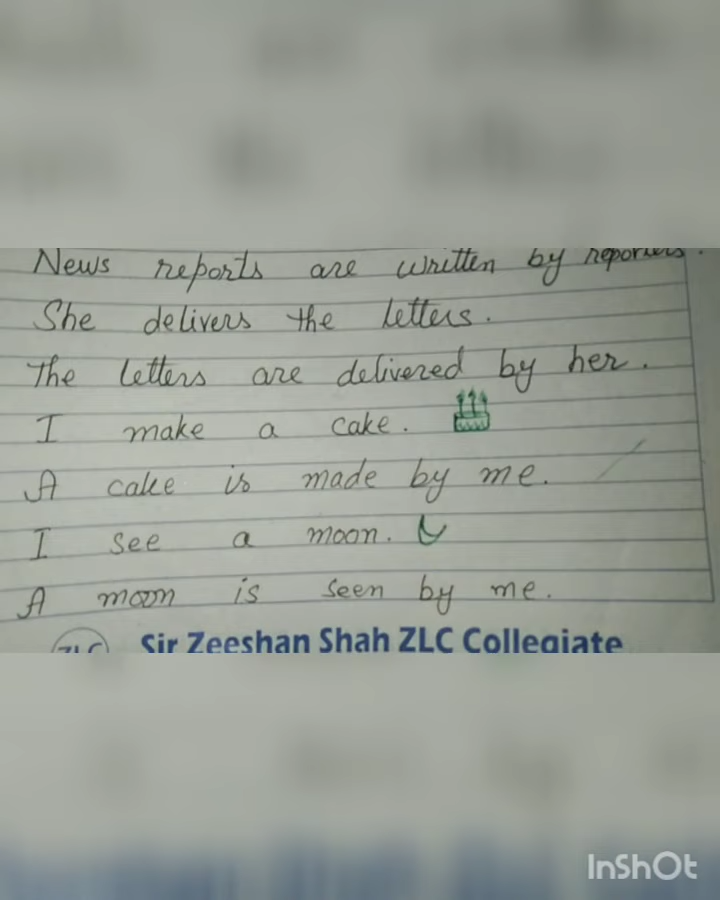 News reports are written by reporters.
She delivers the letters.
The letters are delivered by her.
I make a cake.
A cake is made by me.
I see a moon.
A moon is seen by me.
ZLC Sir Zeeshan Shah ZLC Collegiate
InShOt